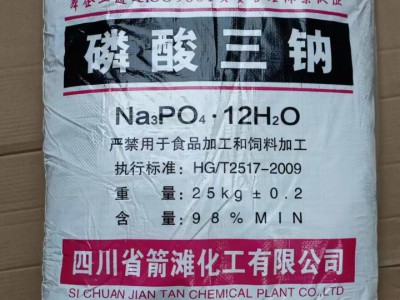 磷酸三钠
Na₃PO₄·12H₂O
严禁用于食品加工和饲料加工
执行标准：HG/T2517-2009
重 量：25kg±0.2
含 量：98%MIN
四川省箭滩化工有限公司
SI CHUAN JIAN TAN CHEMICAL PLANT CO.,LTD